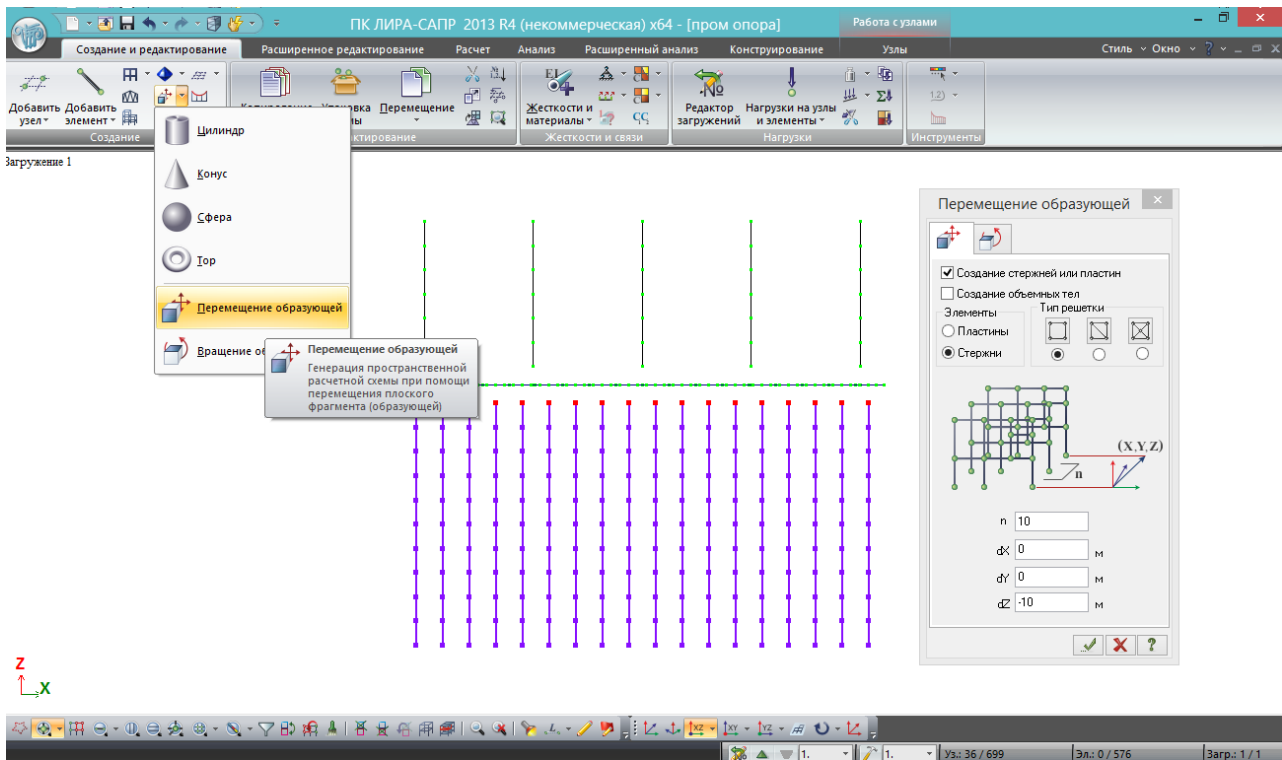 ПК ЛИРА-САПР 2013 R4 (некоммерческая) x64 - [пром опора]
Работа с узлами
Создание и редактирование
Расширенное редактирование
Расчет
Анализ
Расширенный анализ
Конструирование
Узлы
Стиль
Окно
Добавить узел
Добавить элемент
Перемещение
Жесткости и материалы
Редактор загружений
Нагрузки на узлы и элементы
Создание
Жесткости и связи
Нагрузки
Инструменты
Загружение 1
Цилиндр
Конус
Сфера
Тор
Перемещение образующей
Вращение
Перемещение образующей
Генерация пространственной
расчетной схемы при помощи
перемещения плоского
фрагмента (образующей)
Перемещение образующей
Создание стержней или пластин
Создание объемных тел
Элементы
Тип решетки
Пластины
Стержни
(X,Y,Z)
n
n 10
dX 0 м
dY 0 м
dZ -10 м
Z
X
1.
1.
Уз.: 36 / 699
Эл.: 0 / 576
Загр.: 1 / 1